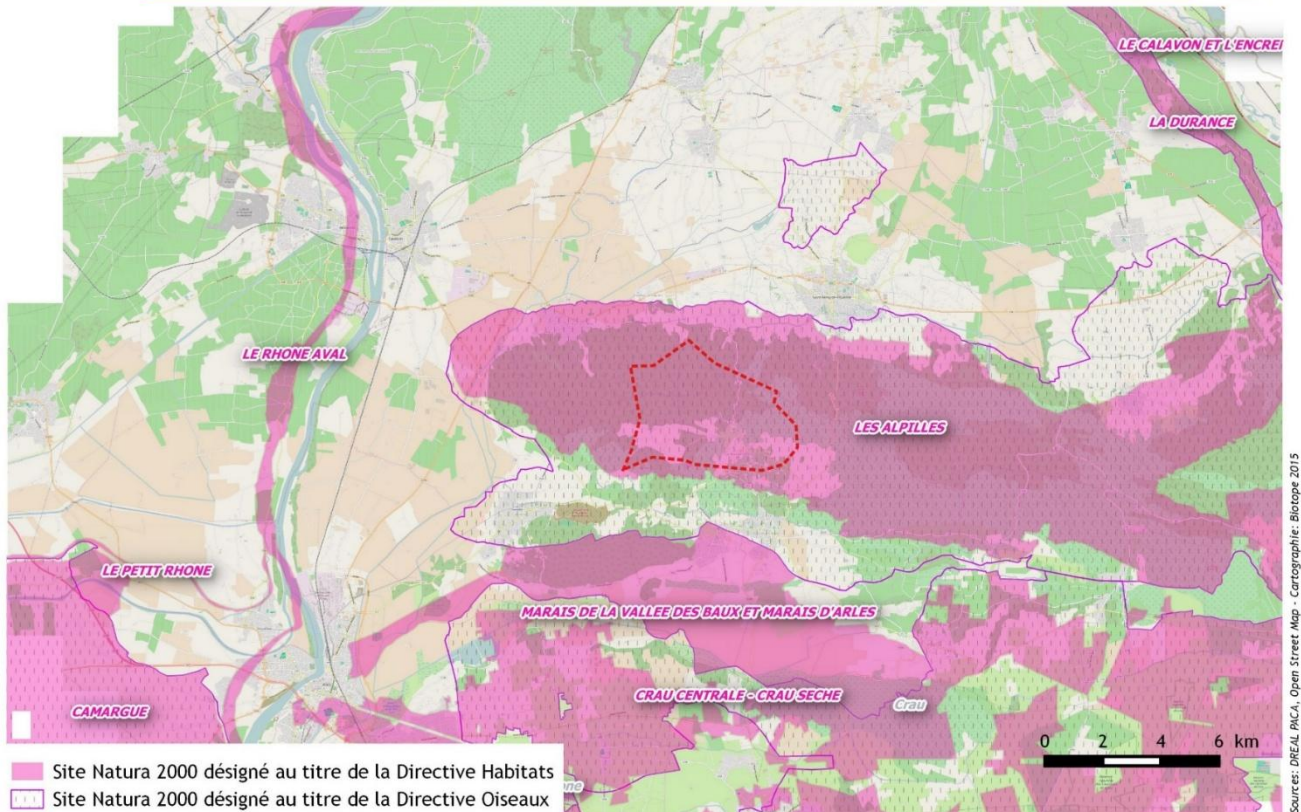 LE CALAVON ET L'ENCRE
LA DURANCE
LE RHONE AVAL
LES ALPILLES
LE PETIT RHONE
MARAIS DE LA VALLEE DES BAUX ET MARAIS D'ARLES
CRAU CENTRALE - CRAU SECHE
Crau
CAMARGUE
0 2 4 6 km
Site Natura 2000 désigné au titre de la Directive Habitats
Site Natura 2000 désigné au titre de la Directive Oiseaux
Sources: DREAL PACA, Open Street Map - Cartographie: Biotope 2015